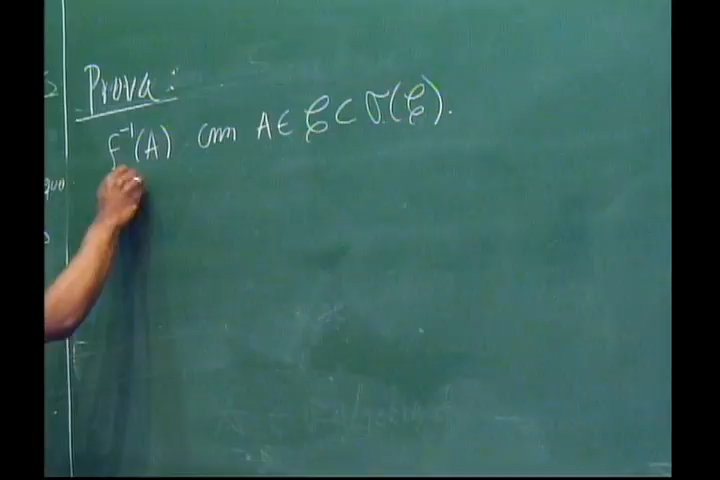 Prova:
f⁻¹(A) com A ∈ 𝒞 ⊂ σ(𝒞).